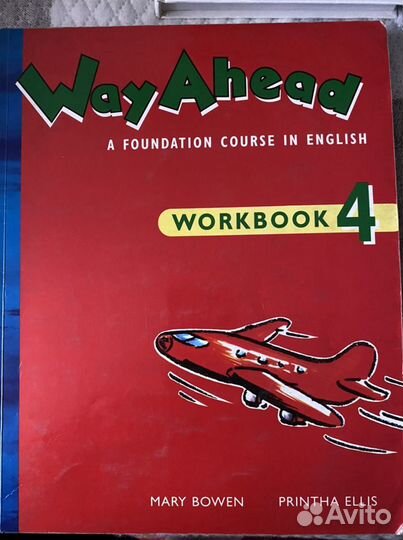 Way Ahead
A FOUNDATION COURSE IN ENGLISH
WORKBOOK 4
MARY BOWEN PRINTHA ELLIS
Avito